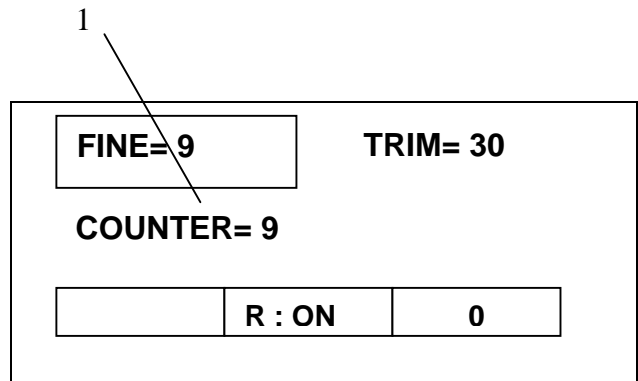 1
FINE= 9 TRIM= 30
COUNTER= 9
R : ON 0